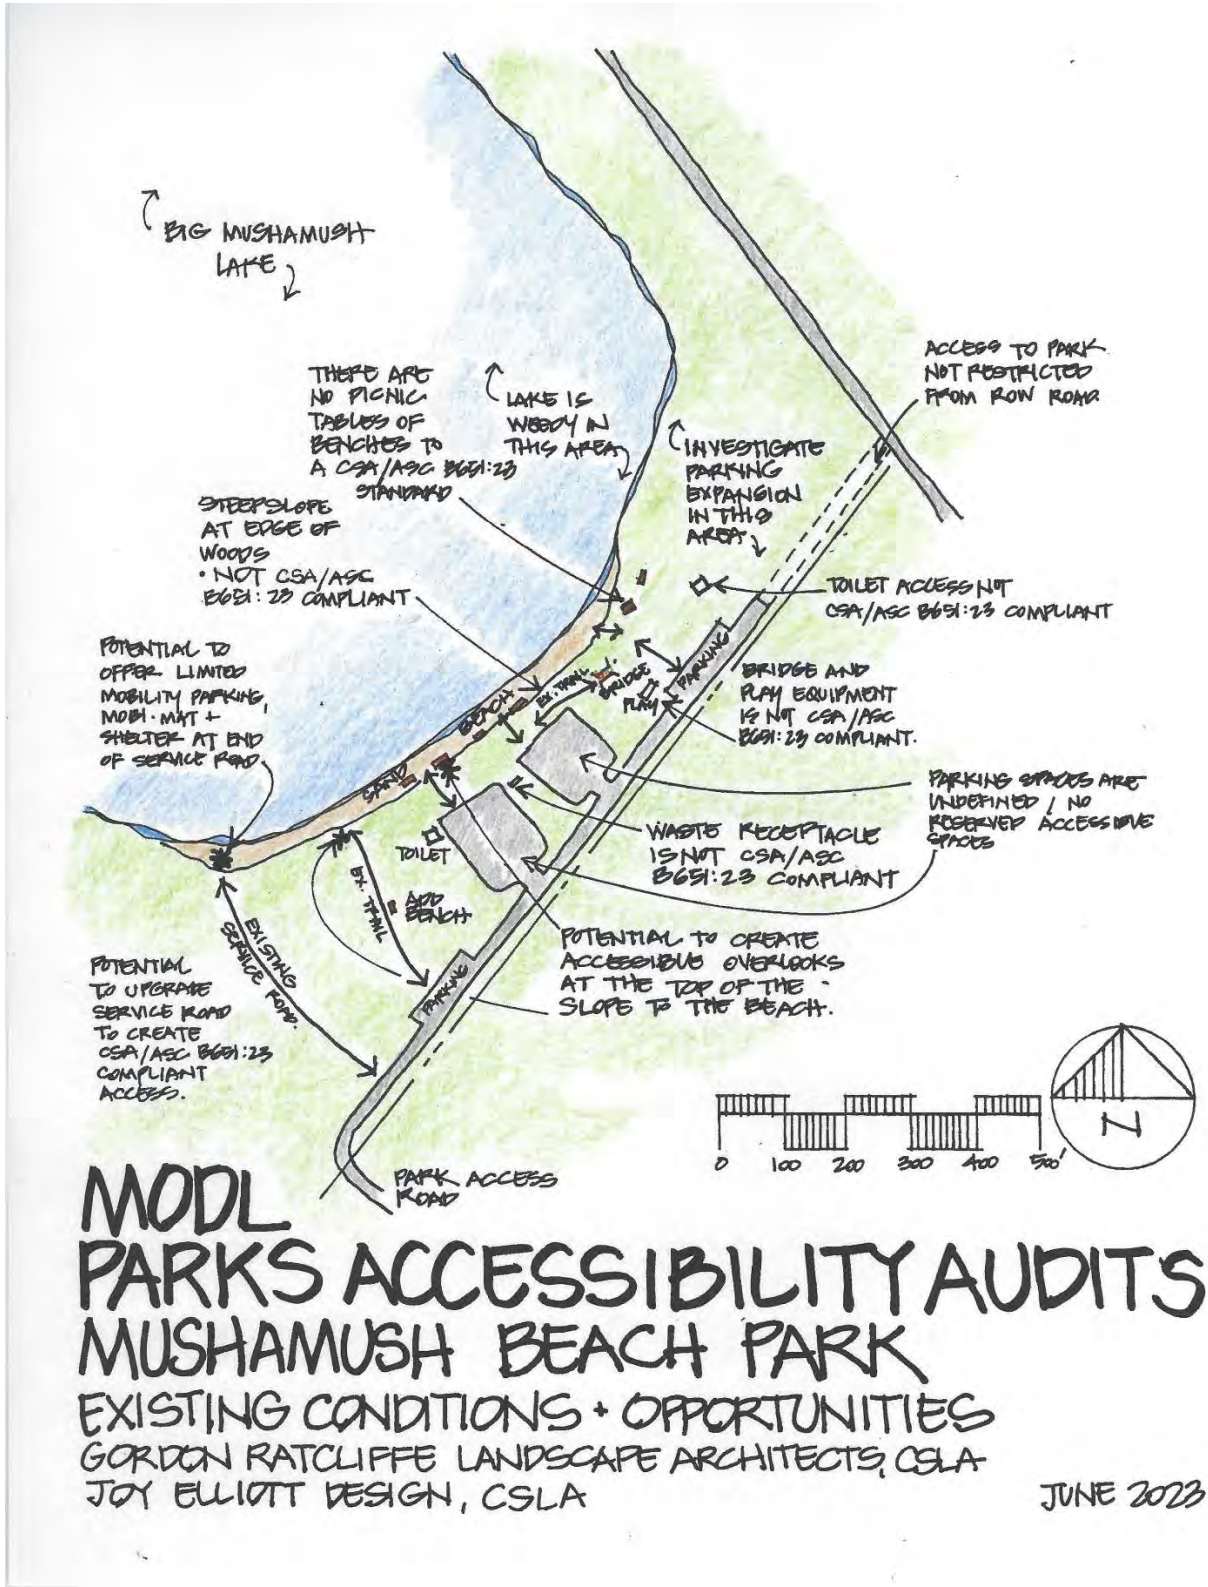 BIG MUSHAMUSH
LAKE
THERE ARE
NO PICNIC
TABLES OF
BENCHES TO
A CSA/ASC B651:23
STANDARD
LAKE IS
WEEDY IN
THIS AREA
ACCESS TO PARK
NOT RESTRICTED
FROM ROW ROAD.
INVESTIGATE
PARKING
EXPANSION
IN THIS
AREA
STEEP SLOPE
AT EDGE OF
WOODS
• NOT CSA/ASC
B651:23 COMPLIANT
TOILET ACCESS NOT
CSA/ASC B651:23 COMPLIANT
POTENTIAL TO
OFFER LIMITED
MOBILITY PARKING,
MOBI-MAT +
SHELTER AT END
OF SERVICE ROAD.
SAND
BEACH
EX. TRAIL
BRIDGE
PLAY
PARKING
BRIDGE AND
PLAY EQUIPMENT
IS NOT CSA/ASC
B651:23 COMPLIANT.
PARKING SPACES ARE
UNDEFINED / NO
RESERVED ACCESSIBLE
SPACES
WASTE RECEPTACLE
IS NOT CSA/ASC
B651:23 COMPLIANT
TOILET
EX. TRAIL
ADD
BENCH
EXISTING
SERVICE ROAD.
PARKING
POTENTIAL TO CREATE
ACCESSIBLE OVERLOOKS
AT THE TOP OF THE
SLOPE TO THE BEACH.
POTENTIAL
TO UPGRADE
SERVICE ROAD
TO CREATE
CSA/ASC B651:23
COMPLIANT
ACCESS.
PARK ACCESS
ROAD
0 100 200 300 400 500'
N
MODL
PARKS ACCESSIBILITY AUDITS
MUSHAMUSH BEACH PARK
EXISTING CONDITIONS + OPPORTUNITIES
GORDON RATCLIFFE LANDSCAPE ARCHITECTS, CSLA
JOY ELLIOTT DESIGN, CSLA
JUNE 2023